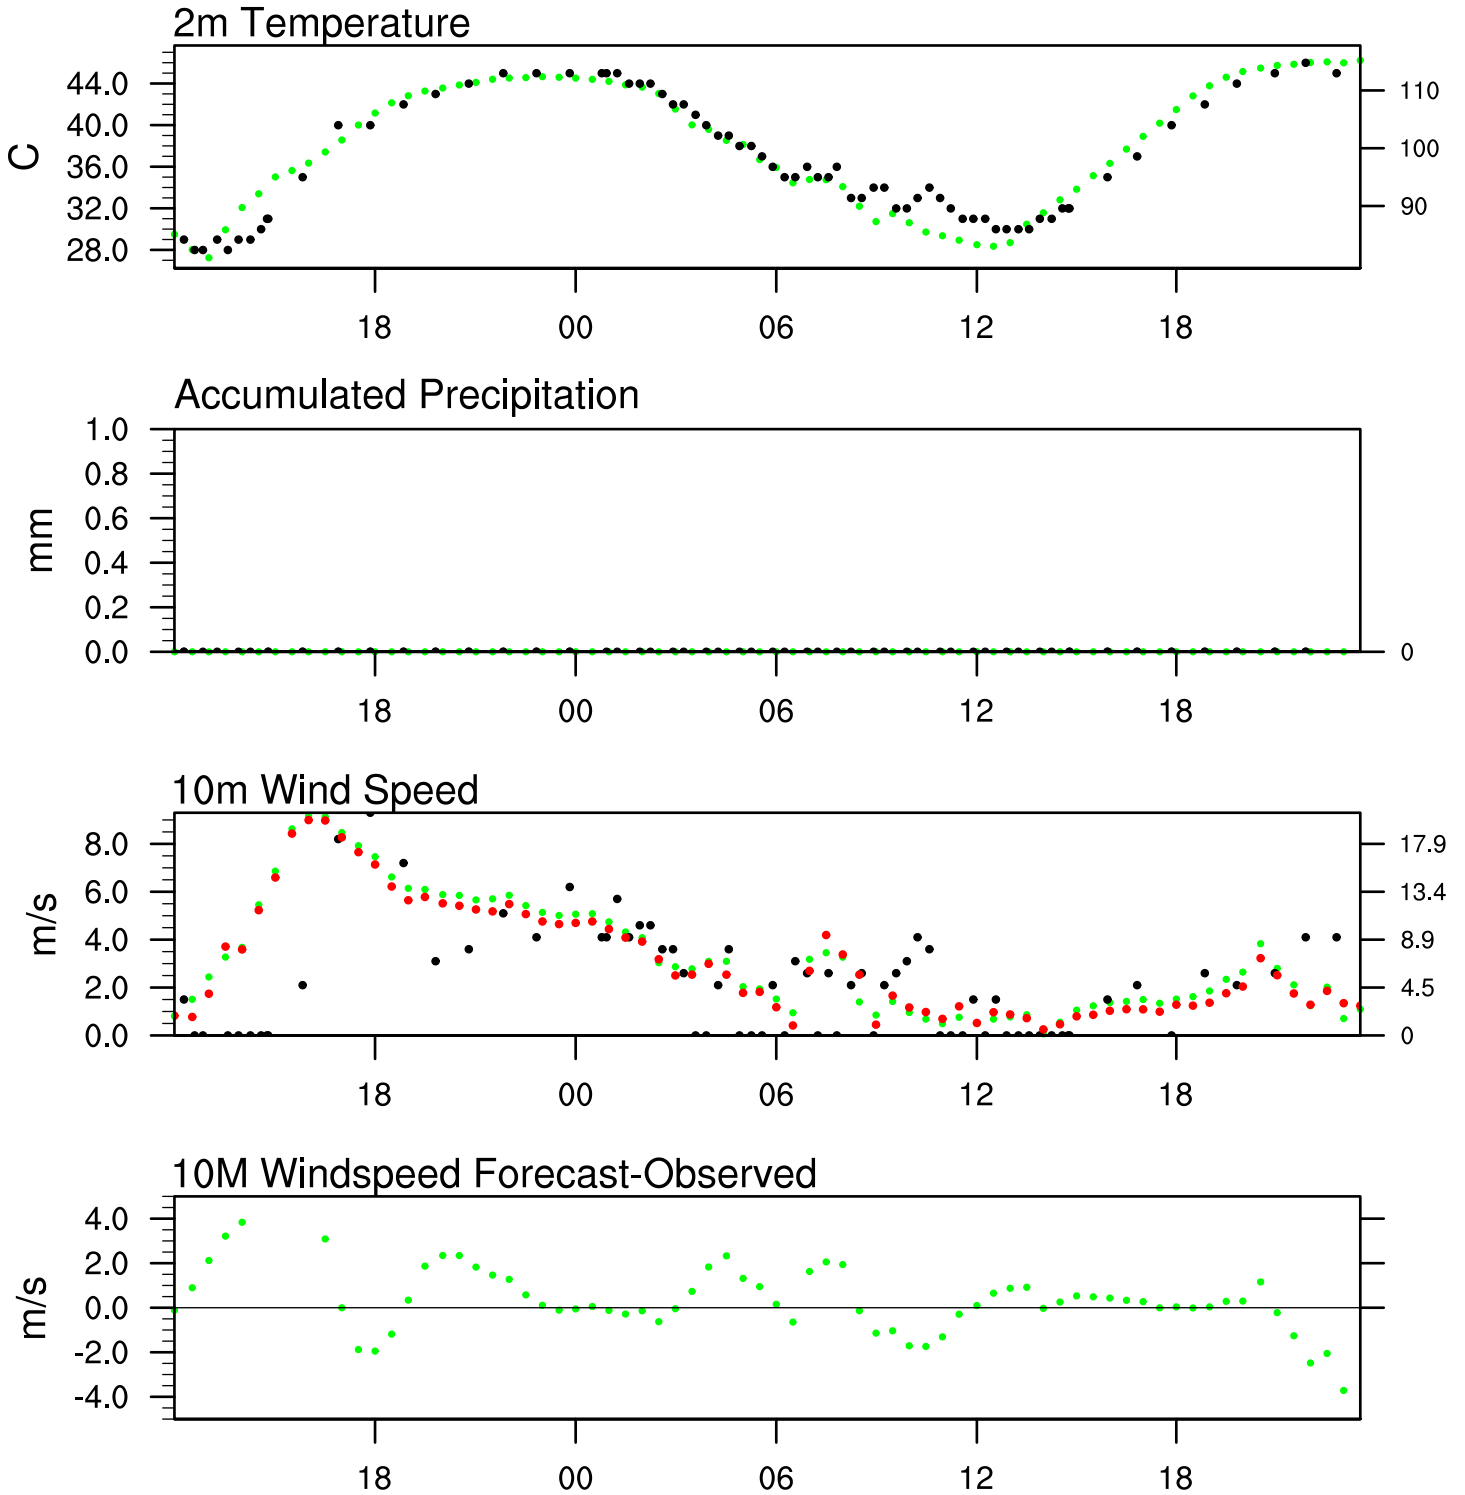 2m Temperature
C
44.0
40.0
36.0
32.0
28.0
110
100
90
18 00 06 12 18
Accumulated Precipitation
mm
1.0
0.8
0.6
0.4
0.2
0.0
0
18 00 06 12 18
10m Wind Speed
m/s
8.0
6.0
4.0
2.0
0.0
17.9
13.4
8.9
4.5
0
18 00 06 12 18
10M Windspeed Forecast-Observed
m/s
4.0
2.0
0.0
-2.0
-4.0
18 00 06 12 18